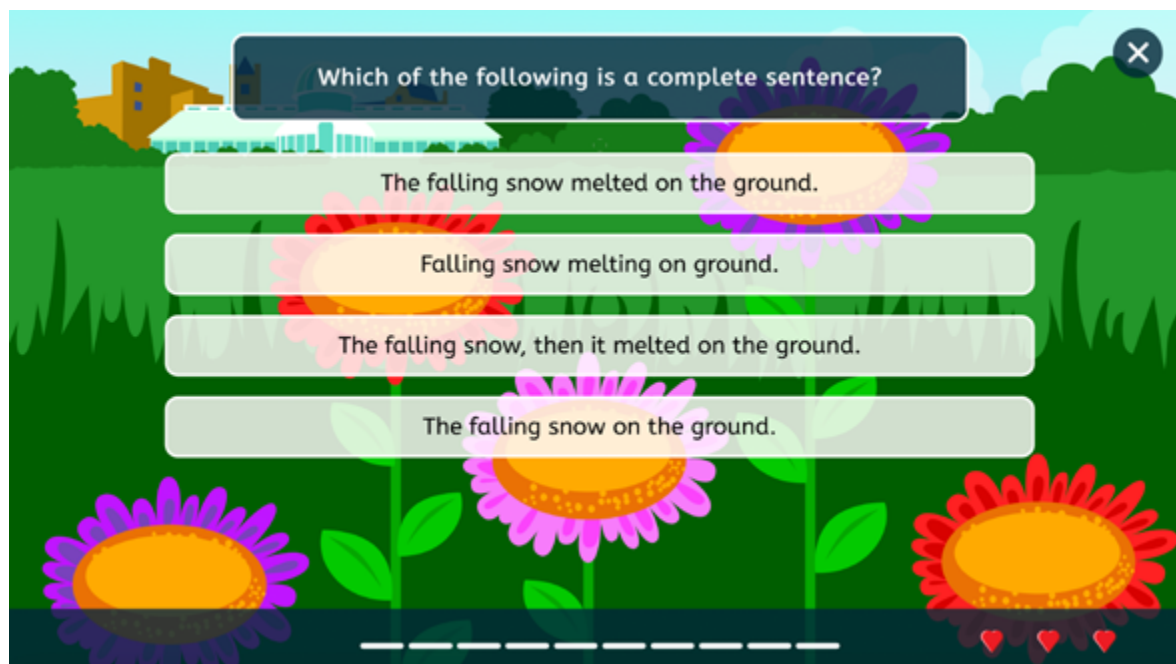 Which of the following is a complete sentence?
The falling snow melted on the ground.
Falling snow melting on ground.
The falling snow, then it melted on the ground.
The falling snow on the ground.